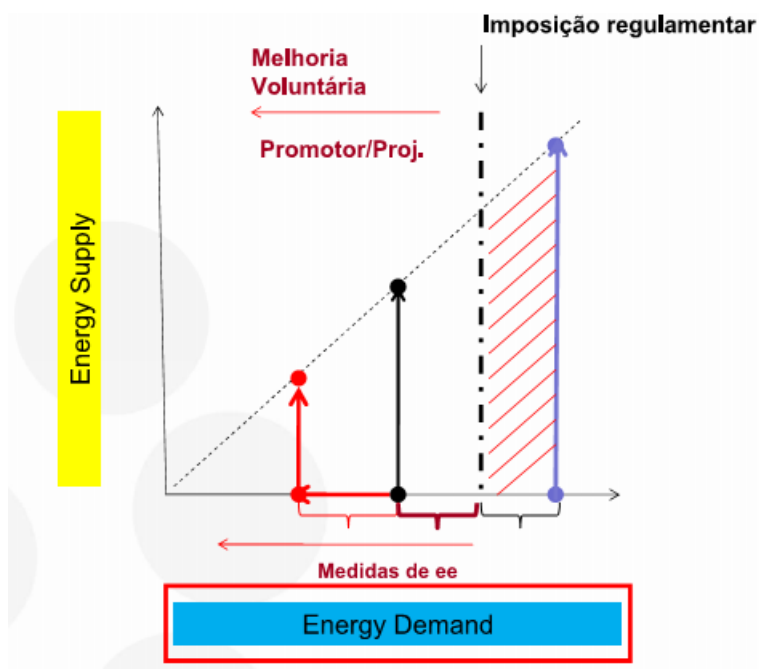 Imposição regulamentar
Melhoria
Voluntária
Promotor/Proj.
Energy Supply
Medidas de ee
Energy Demand